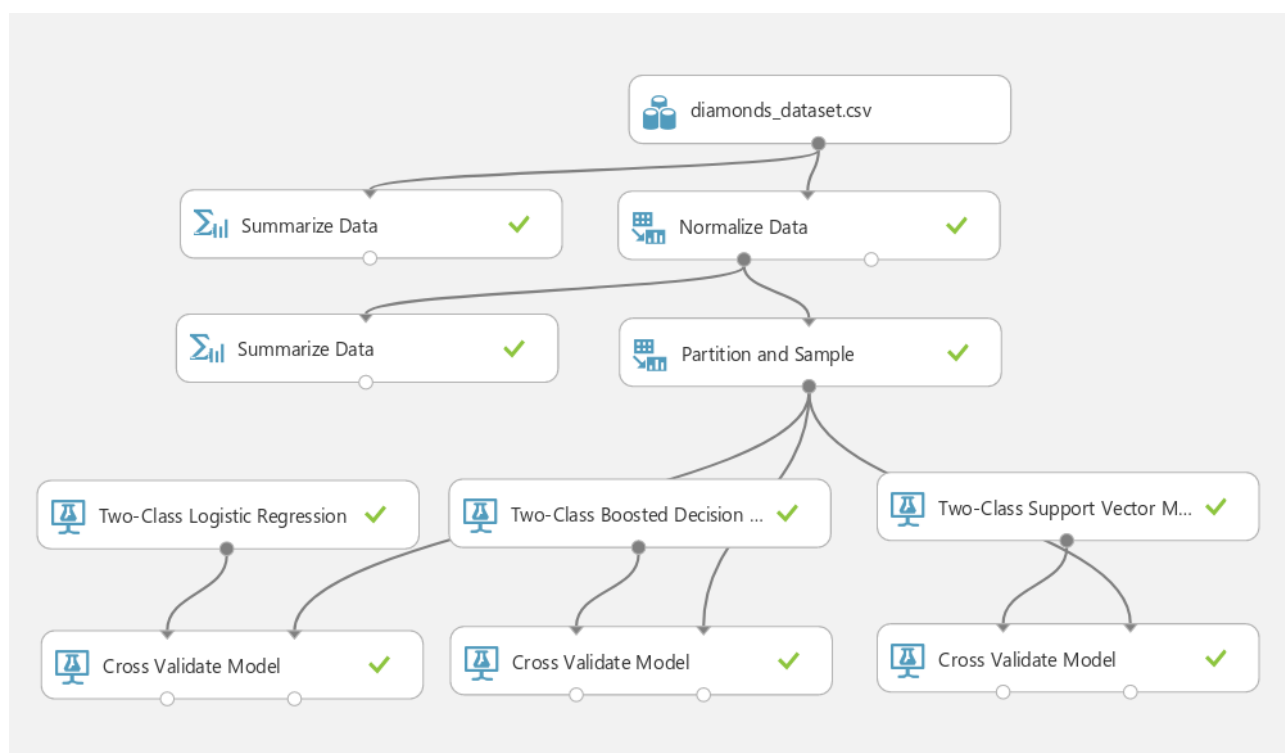 diamonds_dataset.csv
Summarize Data
Normalize Data
Summarize Data
Partition and Sample
Two-Class Logistic Regression
Two-Class Boosted Decision ...
Two-Class Support Vector M...
Cross Validate Model
Cross Validate Model
Cross Validate Model